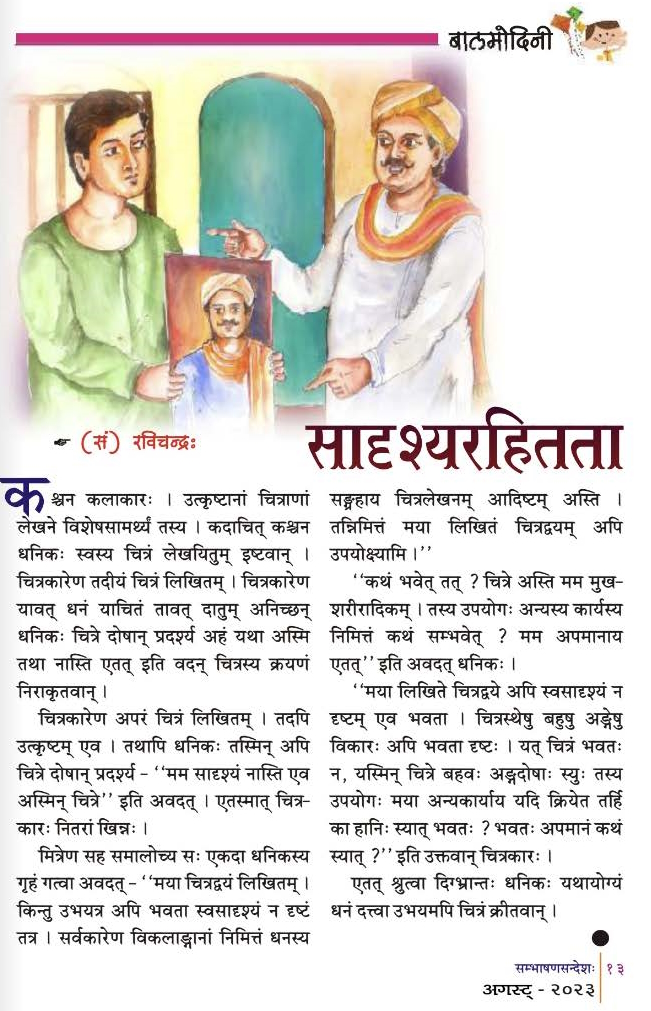 बालमोदिनी
☛ (सं) रविचन्द्रः
सादृश्यरहितता
कश्चन कलाकारः । उत्कृष्टानां चित्राणां
लेखने विशेषसामर्थ्यं तस्य । कदाचित् कश्चन
धनिकः स्वस्य चित्रं लेखयितुम् इष्टवान् ।
चित्रकारेण तदीयं चित्रं लिखितम् । चित्रकारेण
यावत् धनं याचितं तावत् दातुम् अनिच्छन्
धनिकः चित्रे दोषान् प्रदर्श्य अहं यथा अस्मि
तथा नास्ति एतत् इति वदन् चित्रस्य क्रयणं
निराकृतवान् ।
चित्रकारेण अपरं चित्रं लिखितम् । तदपि
उत्कृष्टम् एव । तथापि धनिकः तस्मिन् अपि
चित्रे दोषान् प्रदर्श्य - ‘‘मम सादृश्यं नास्ति एव
अस्मिन् चित्रे’’ इति अवदत् । एतस्मात् चित्र-
कारः नितरां खिन्नः ।
मित्रेण सह समालोच्य सः एकदा धनिकस्य
गृहं गत्वा अवदत् - ‘‘मया चित्रद्वयं लिखितम् ।
किन्तु उभयत्र अपि भवता स्वसादृश्यं न दृष्टं
तत्र । सर्वकारेण विकलाङ्गानां निमित्तं धनस्य
सङ्ग्रहाय चित्रलेखनम् आदिष्टम् अस्ति ।
तन्निमित्तं मया लिखितं चित्रद्वयम् अपि
उपयोक्ष्यामि ।’’
‘‘कथं भवेत् तत् ? चित्रे अस्ति मम मुख-
शरीरादिकम् । तस्य उपयोगः अन्यस्य कार्यस्य
निमित्तं कथं सम्भवेत् ? मम अपमानाय
एतत्’’ इति अवदत् धनिकः ।
‘‘मया लिखिते चित्रद्वये अपि स्वसादृश्यं न
दृष्टम् एव भवता । चित्रस्थेषु बहुषु अङ्गेषु
विकारः अपि भवता दृष्टः । यत् चित्रं भवतः
न, यस्मिन् चित्रे बहवः अङ्गदोषाः स्युः तस्य
उपयोगः मया अन्यकार्याय यदि क्रियेत तर्हि
का हानिः स्यात् भवतः ? भवतः अपमानं कथं
स्यात् ?’’ इति उक्तवान् चित्रकारः ।
एतत् श्रुत्वा दिग्भ्रान्तः धनिकः यथायोग्यं
धनं दत्त्वा उभयमपि चित्रं क्रीतवान् ।
सम्भाषणसन्देशः १३
अगस्ट् - २०२३